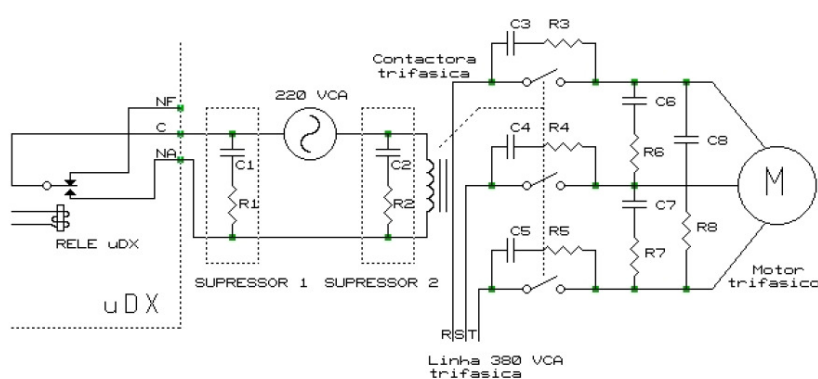 C3 R3
Contactora
trifasica
220 VCA
NF
C
NA
C1
R1
C2
R2
C4 R4
C5 R5
C6
R6
C7
R7
C8
R8
M
RELE uDX
uDX
SUPRESSOR 1
SUPRESSOR 2
Motor
trifasico
R S T
Linha 380 VCA
trifasica